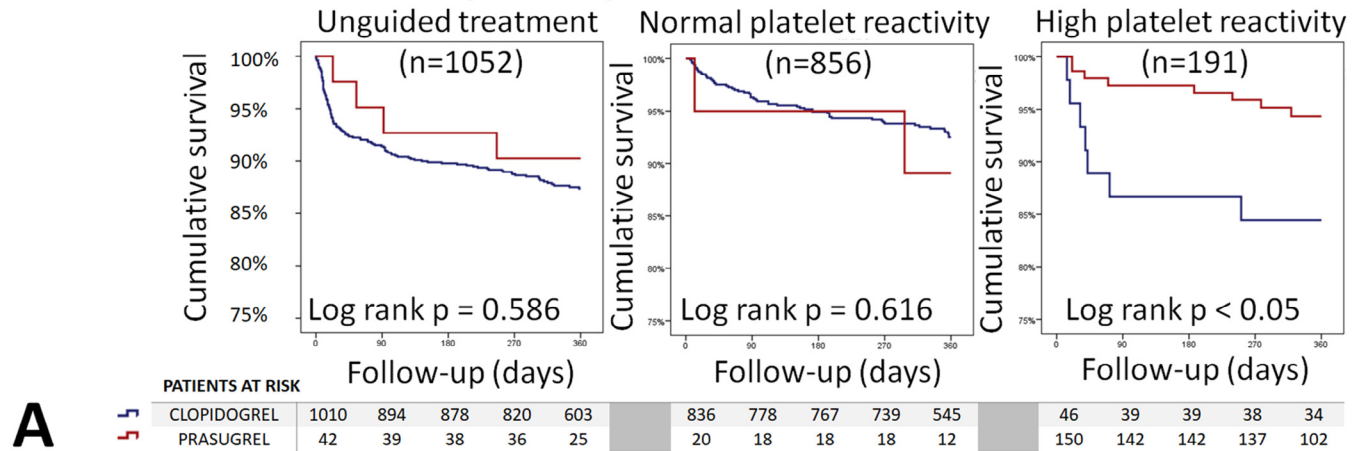 Unguided treatment
(n=1052)
Cumulative survival
100%
95%
90%
85%
80%
75%
Log rank p = 0.586
0 90 180 270 360
Follow-up (days)
Normal platelet reactivity
(n=856)
Cumulative survival
100%
95%
90%
85%
80%
75%
Log rank p = 0.616
0 90 180 270 360
Follow-up (days)
High platelet reactivity
(n=191)
Cumulative survival
100%
95%
90%
85%
80%
75%
Log rank p < 0.05
0 90 180 270 360
Follow-up (days)
PATIENTS AT RISK
CLOPIDOGREL 1010 894 878 820 603 836 778 767 739 545 46 39 39 38 34
PRASUGREL 42 39 38 36 25 20 18 18 18 12 150 142 142 137 102
A